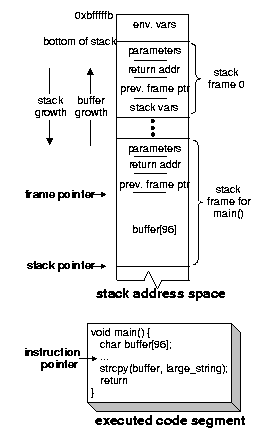 0xbfffffb
env. vars
bottom of stack
parameters
return addr
prev. frame ptr
stack vars
stack
frame 0
stack
growth
buffer
growth
parameters
return addr
prev. frame ptr
frame pointer
buffer[96]
stack
frame for
main()
stack pointer
stack address space
void main() {
char buffer[96];
...
strcpy(buffer, large_string);
return
}
instruction
pointer
executed code segment